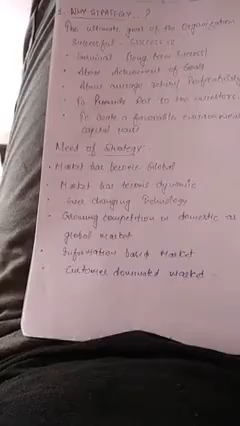 3. WHY STRATEGY...?
The ultimate goal of the Organization
Successful - success is
- Survival (long term success)
- Above Achievement of Goals
- Above average return/Profitability
- To Provide to the investors
- To create a favorable environment
capital
Need of Strategy
- Market has become Global
- Market has become dynamic
- Ever changing Technology
- Growing competition in domestic as
global market
- Information based Market
- Customer dominated market